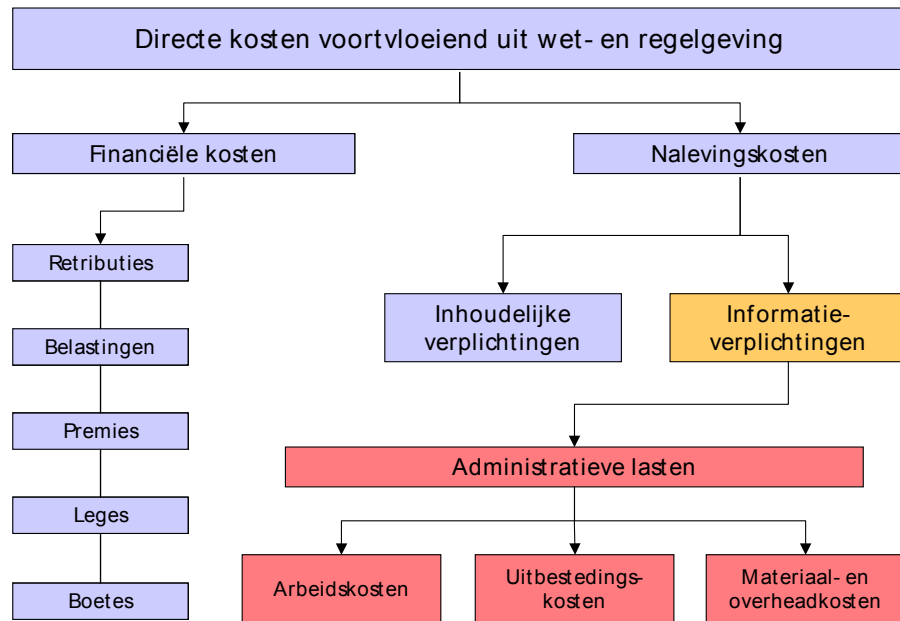 Directe kosten voortvloeiend uit wet- en regelgeving
Financiële kosten
Nalevingskosten
Retributies
Belastingen
Premies
Leges
Boetes
Inhoudelijke
verplichtingen
Informatie-
verplichtingen
Administratieve lasten
Arbeidskosten
Uitbestedings-
kosten
Materiaal- en
overheadkosten